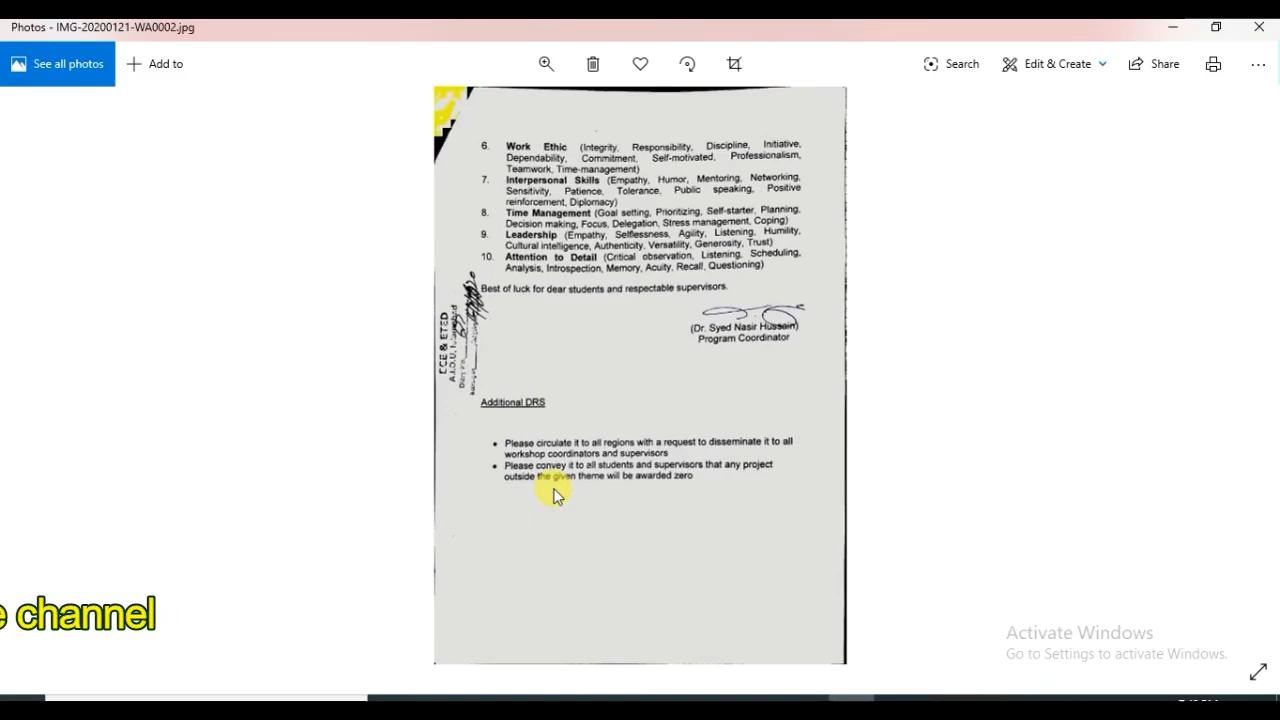 Photos - IMG-20200121-WA0002.jpg
See all photos
Add to
Search
Edit & Create
Share
6. Work Ethic (Integrity, Responsibility, Discipline, Initiative,
Dependability, Commitment, Self-motivated, Professionalism,
Teamwork, Time-management)
7. Interpersonal Skills (Empathy, Humor, Mentoring, Networking,
Sensitivity, Patience, Tolerance, Public speaking, Positive
reinforcement, Diplomacy)
8. Time Management (Goal setting, Prioritizing, Self-starter, Planning,
Decision making, Focus, Delegation, Stress management, Coping)
9. Leadership (Empathy, Selflessness, Agility, Listening, Humility,
Cultural intelligence, Authenticity, Versatility, Generosity, Trust)
10. Attention to Detail (Critical observation, Listening, Scheduling,
Analysis, Introspection, Memory, Acuity, Recall, Questioning)
Best of luck for dear students and respectable supervisors.
(Dr. Syed Nasir Hussain)
Program Coordinator
ECE & ETED
A.I.O.U. Islamabad
Additional DRS
• Please circulate it to all regions with a request to disseminate it to all
workshop coordinators and supervisors
• Please convey it to all students and supervisors that any project
outside the given theme will be awarded zero
e channel
Activate Windows
Go to Settings to activate Windows.